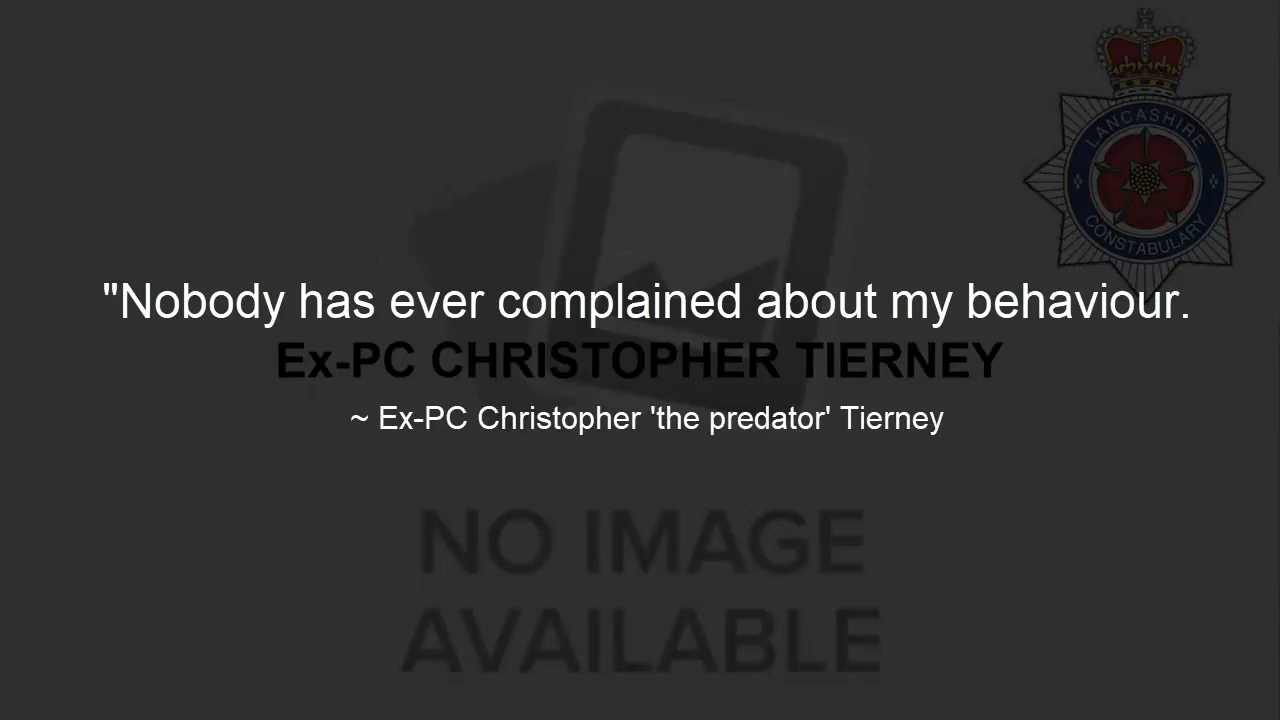 LANCASHIRE
CONSTABULARY
"Nobody has ever complained about my behaviour.
Ex-PC CHRISTOPHER TIERNEY
~ Ex-PC Christopher 'the predator' Tierney
NO IMAGE
AVAILABLE